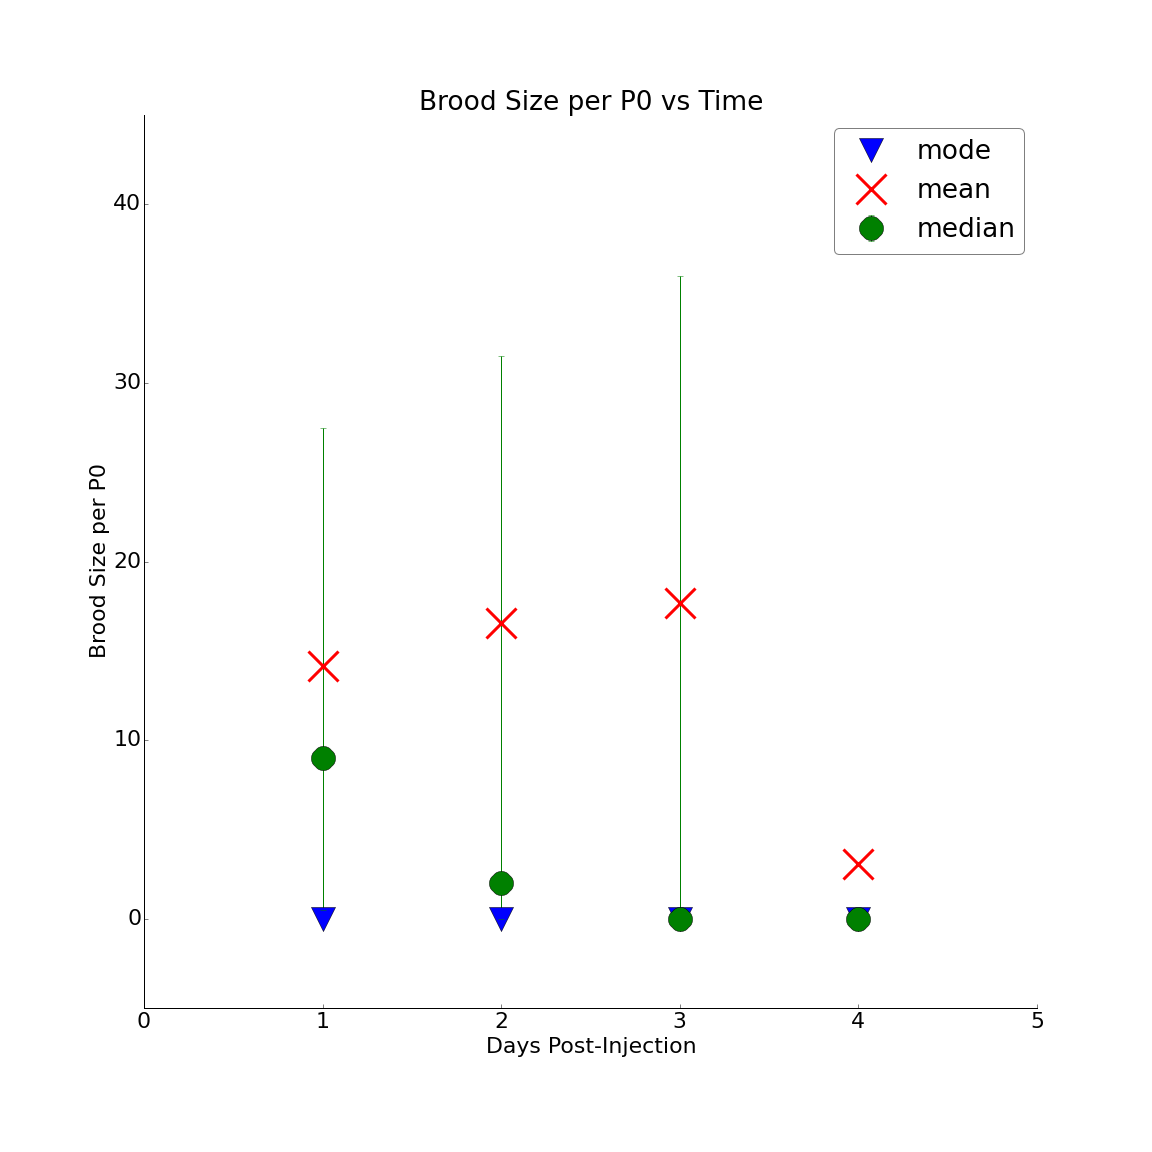 Brood Size per P0 vs Time
mode
mean
median
40
30
20
10
0
Brood Size per P0
0 1 2 3 4 5
Days Post-Injection